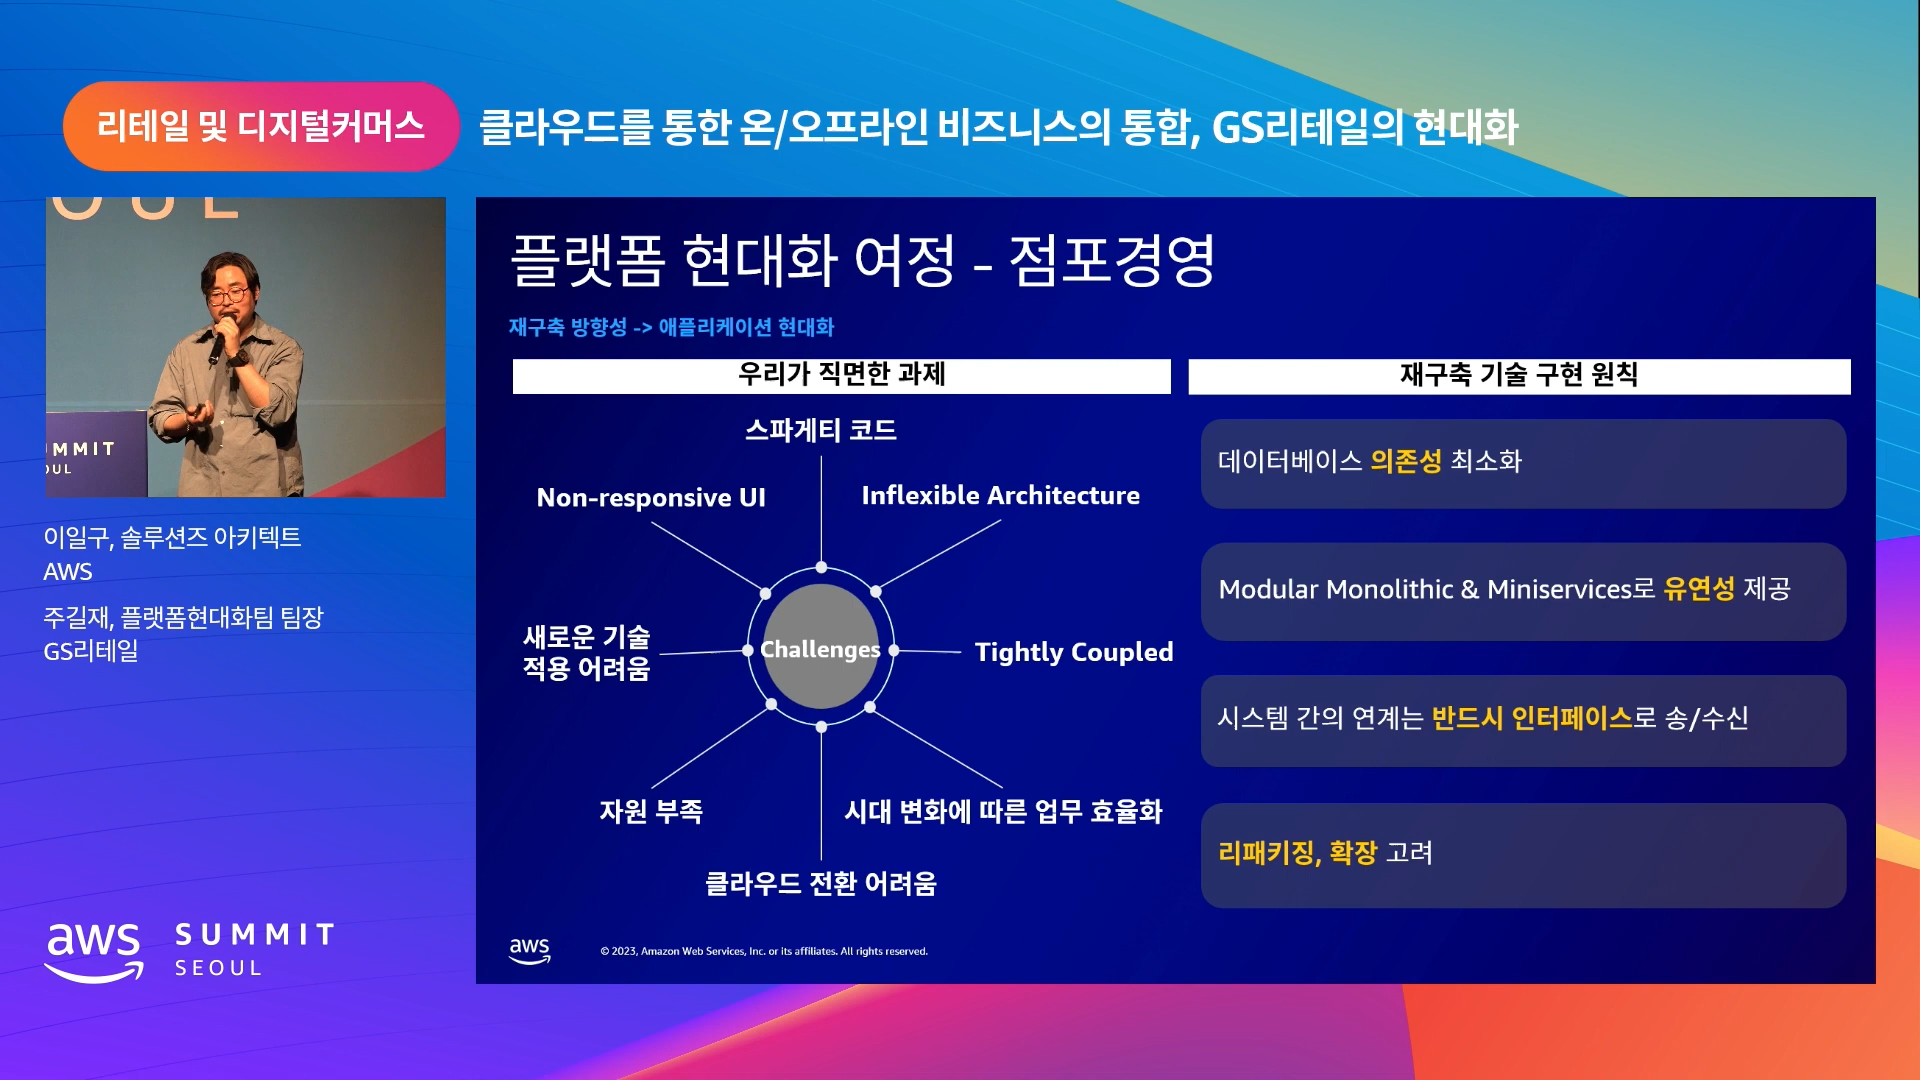 리테일 및 디지털커머스
클라우드를 통한 온/오프라인 비즈니스의 통합, GS리테일의 현대화
OUL
UMMIT
OUL
이일구, 솔루션즈 아키텍트
AWS
주길재, 플랫폼현대화팀 팀장
GS리테일
aws
SUMMIT
SEOUL
플랫폼 현대화 여정 - 점포경영
재구축 방향성 -> 애플리케이션 현대화
우리가 직면한 과제
스파게티 코드
Non-responsive UI
Inflexible Architecture
새로운 기술
적용 어려움
Challenges
Tightly Coupled
자원 부족
시대 변화에 따른 업무 효율화
클라우드 전환 어려움
재구축 기술 구현 원칙
데이터베이스 의존성 최소화
Modular Monolithic & Miniservices로 유연성 제공
시스템 간의 연계는 반드시 인터페이스로 송/수신
리패키징, 확장 고려
aws
© 2023, Amazon Web Services, Inc. or its affiliates. All rights reserved.